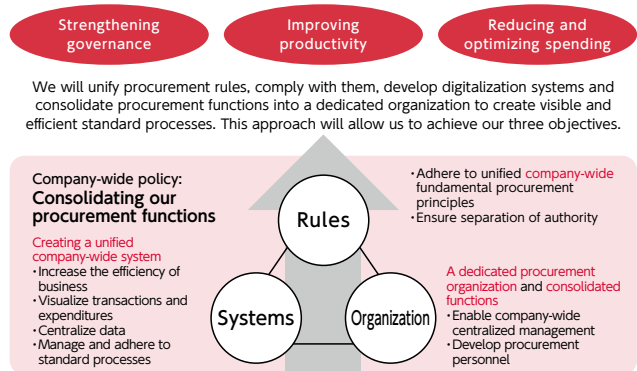 Strengthening
governance
Improving
productivity
Reducing and
optimizing spending
We will unify procurement rules, comply with them, develop digitalization systems and
consolidate procurement functions into a dedicated organization to create visible and
efficient standard processes. This approach will allow us to achieve our three objectives.
Company-wide policy:
Consolidating our
procurement functions
Creating a unified
company-wide system
・Increase the efficiency of
business
・Visualize transactions and
expenditures
・Centralize data
・Manage and adhere to
standard processes
Rules
Systems
Organization
・Adhere to unified company-wide
fundamental procurement
principles
・Ensure separation of authority
A dedicated procurement
organization and consolidated
functions
・Enable company-wide
centralized management
・Develop procurement
personnel